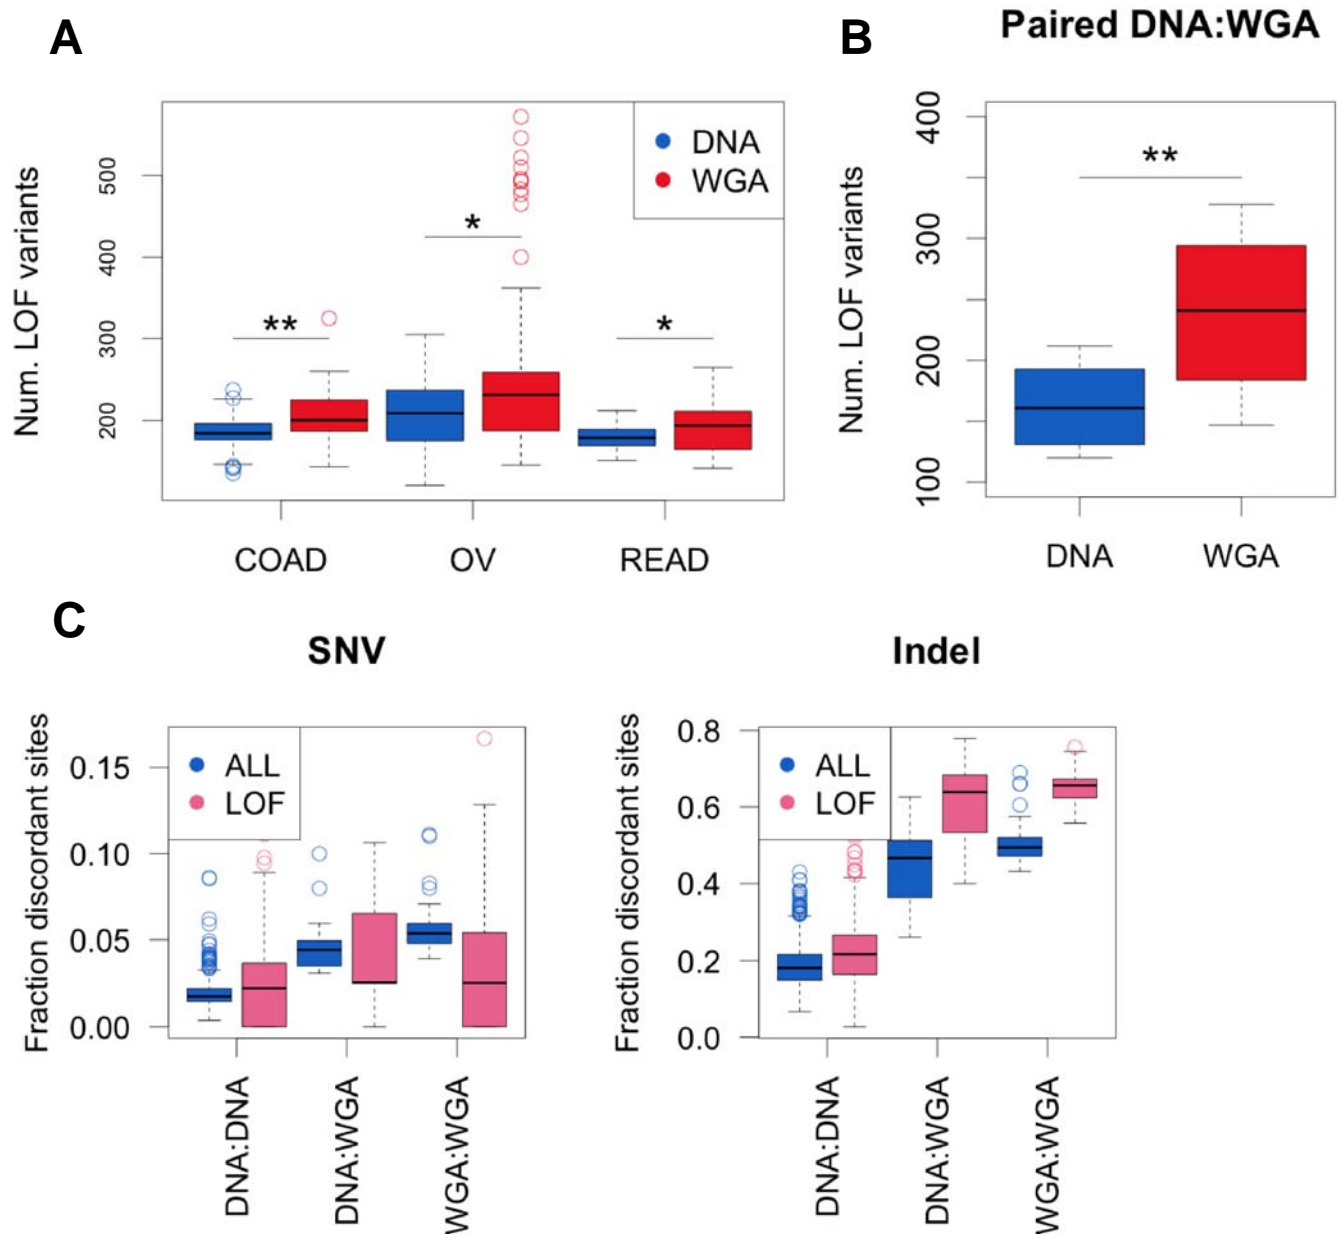 A
Num. LOF variants
500
400
300
200
DNA
WGA
**
*
*
COAD
OV
READ
B
Paired DNA:WGA
Num. LOF variants
400
300
200
100
**
DNA
WGA
C
SNV
Fraction discordant sites
0.15
0.10
0.05
0.00
ALL
LOF
DNA:DNA
DNA:WGA
WGA:WGA
Indel
Fraction discordant sites
0.8
0.6
0.4
0.2
0.0
ALL
LOF
DNA:DNA
DNA:WGA
WGA:WGA